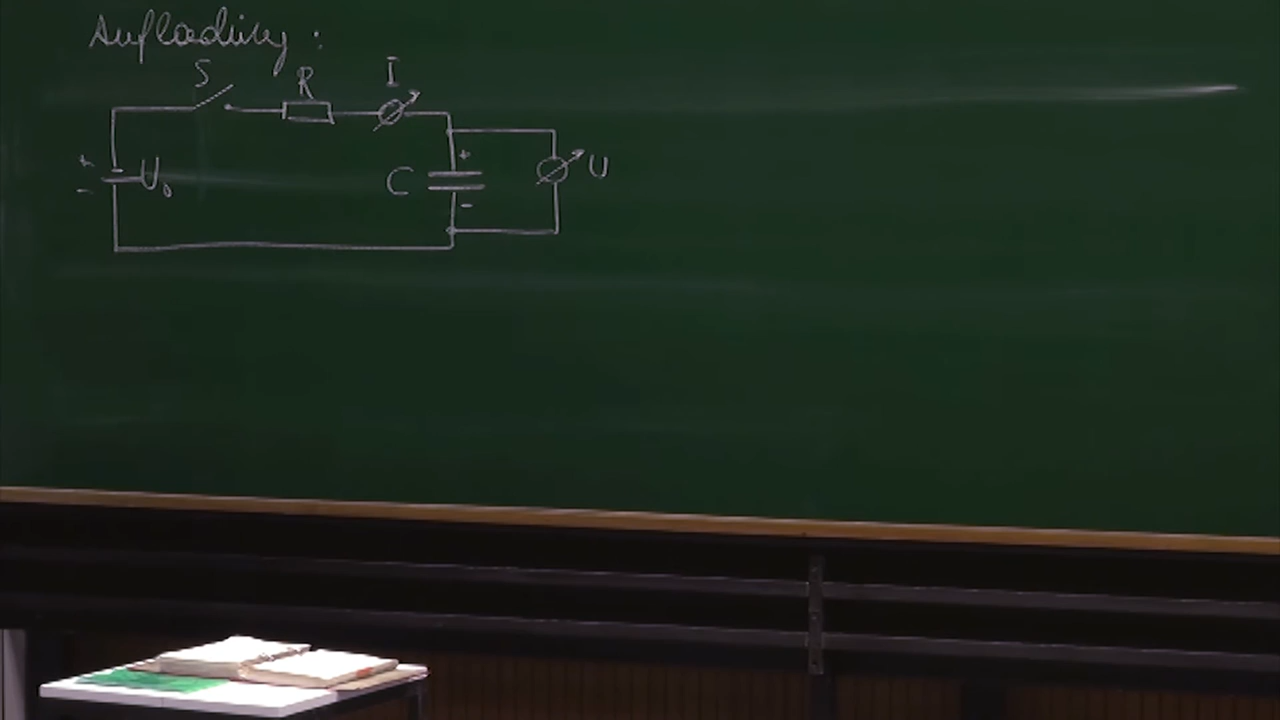 Aufladung:
S R I
+
- U₀ C + - U